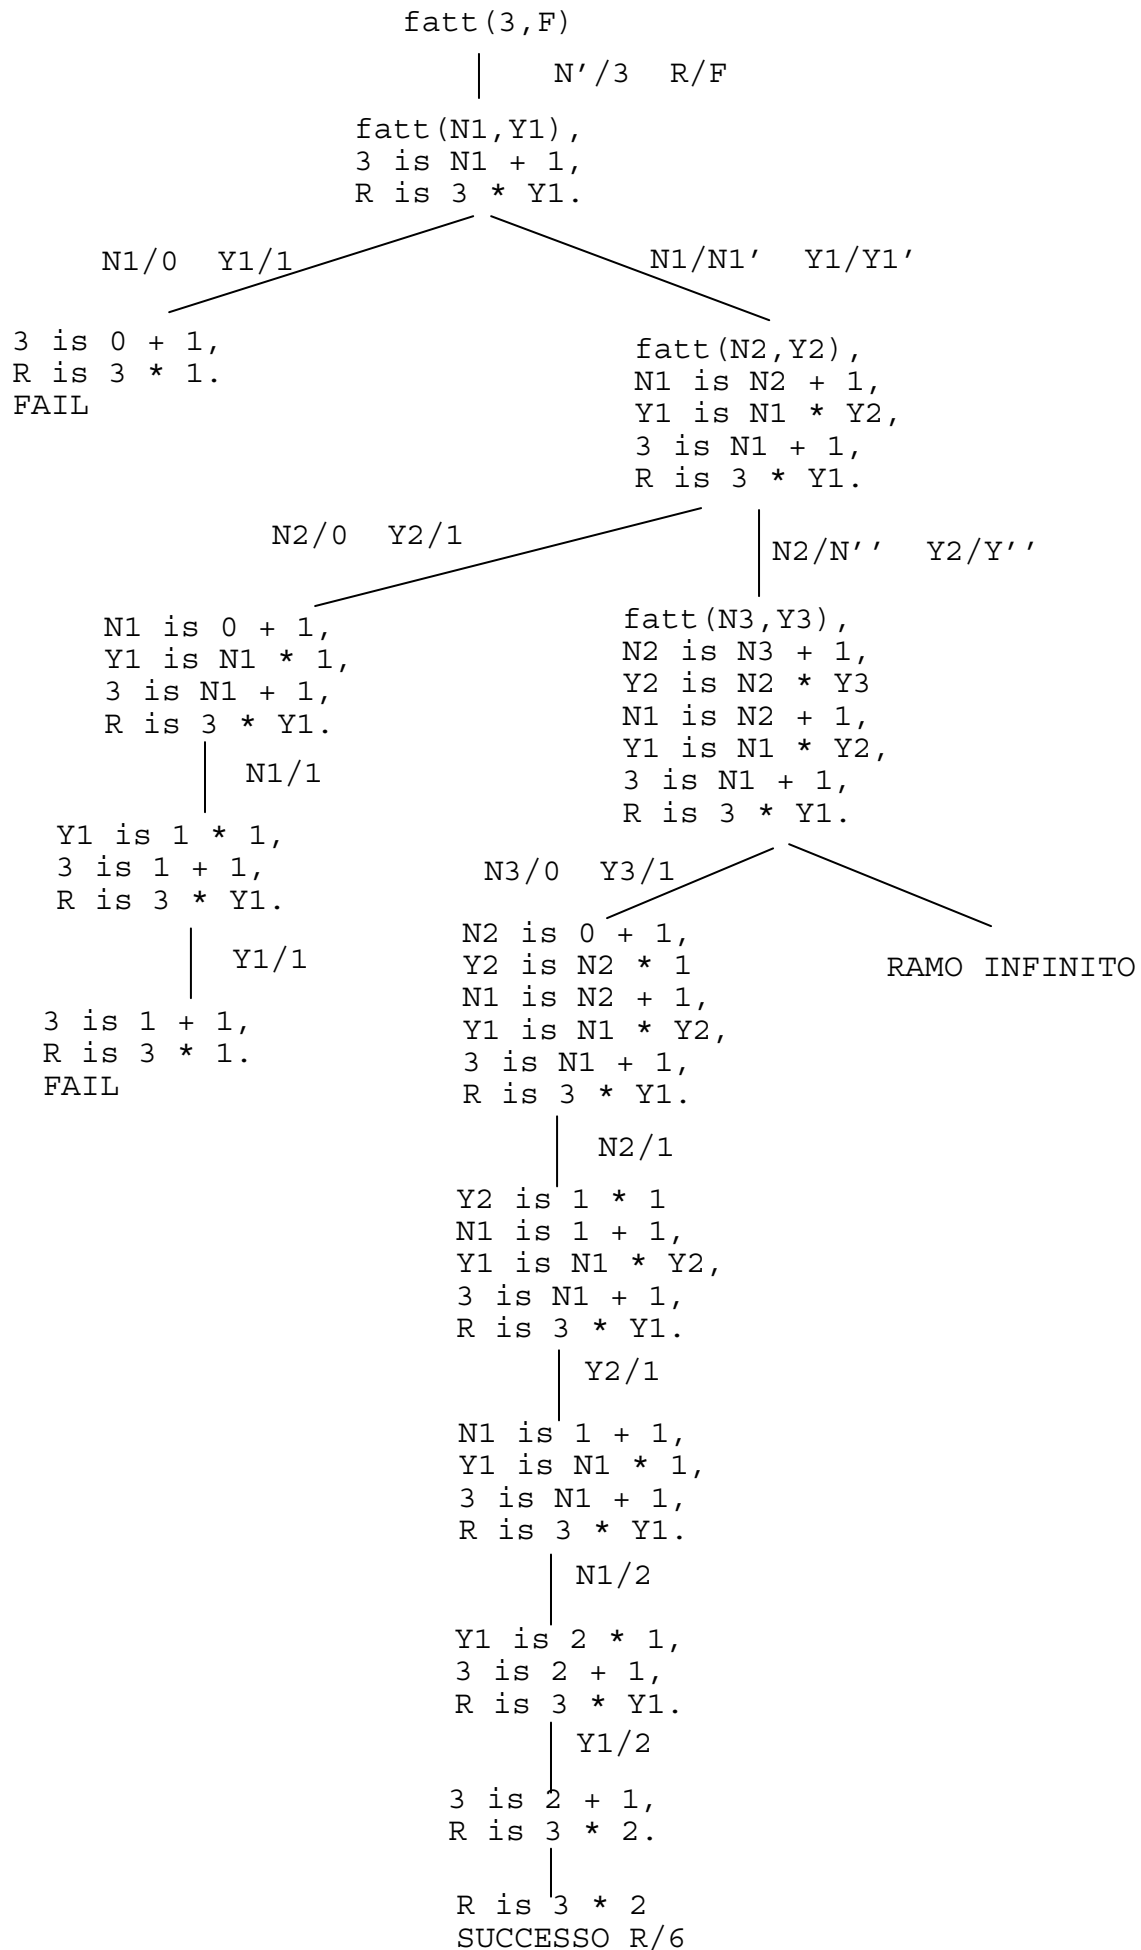 fatt(3,F)
N'/3 R/F
fatt(N1,Y1),
3 is N1 + 1,
R is 3 * Y1.
N1/0 Y1/1
N1/N1' Y1/Y1'
3 is 0 + 1,
R is 3 * 1.
FAIL
fatt(N2,Y2),
N1 is N2 + 1,
Y1 is N1 * Y2,
3 is N1 + 1,
R is 3 * Y1.
N2/0 Y2/1
N2/N’’ Y2/Y’’
N1 is 0 + 1,
Y1 is N1 * 1,
3 is N1 + 1,
R is 3 * Y1.
N1/1
Y1 is 1 * 1,
3 is 1 + 1,
R is 3 * Y1.
Y1/1
3 is 1 + 1,
R is 3 * 1.
FAIL
fatt(N3,Y3),
N2 is N3 + 1,
Y2 is N2 * Y3
N1 is N2 + 1,
Y1 is N1 * Y2,
3 is N1 + 1,
R is 3 * Y1.
N3/0 Y3/1
RAMO INFINITO
N2 is 0 + 1,
Y2 is N2 * 1
N1 is N2 + 1,
Y1 is N1 * Y2,
3 is N1 + 1,
R is 3 * Y1.
N2/1
Y2 is 1 * 1
N1 is 1 + 1,
Y1 is N1 * Y2,
3 is N1 + 1,
R is 3 * Y1.
Y2/1
N1 is 1 + 1,
Y1 is N1 * 1,
3 is N1 + 1,
R is 3 * Y1.
N1/2
Y1 is 2 * 1,
3 is 2 + 1,
R is 3 * Y1.
Y1/2
3 is 2 + 1,
R is 3 * 2.
R is 3 * 2
SUCCESSO R/6